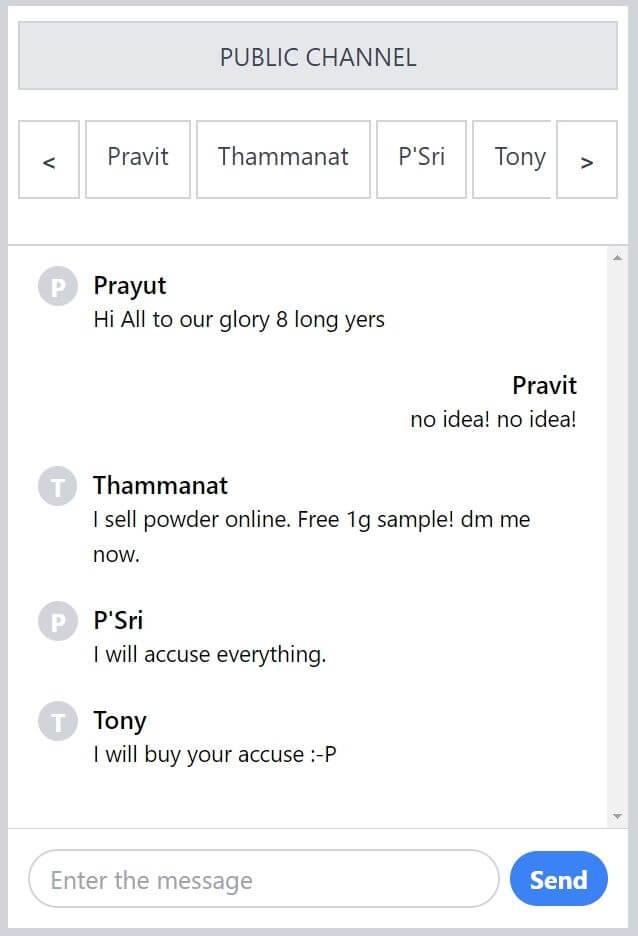 PUBLIC CHANNEL
< Pravit Thammanat P'Sri Tony >
P Prayut
Hi All to our glory 8 long yers
Pravit
no idea! no idea!
T Thammanat
I sell powder online. Free 1g sample! dm me
now.
P P'Sri
I will accuse everything.
T Tony
I will buy your accuse :-P
Enter the message Send